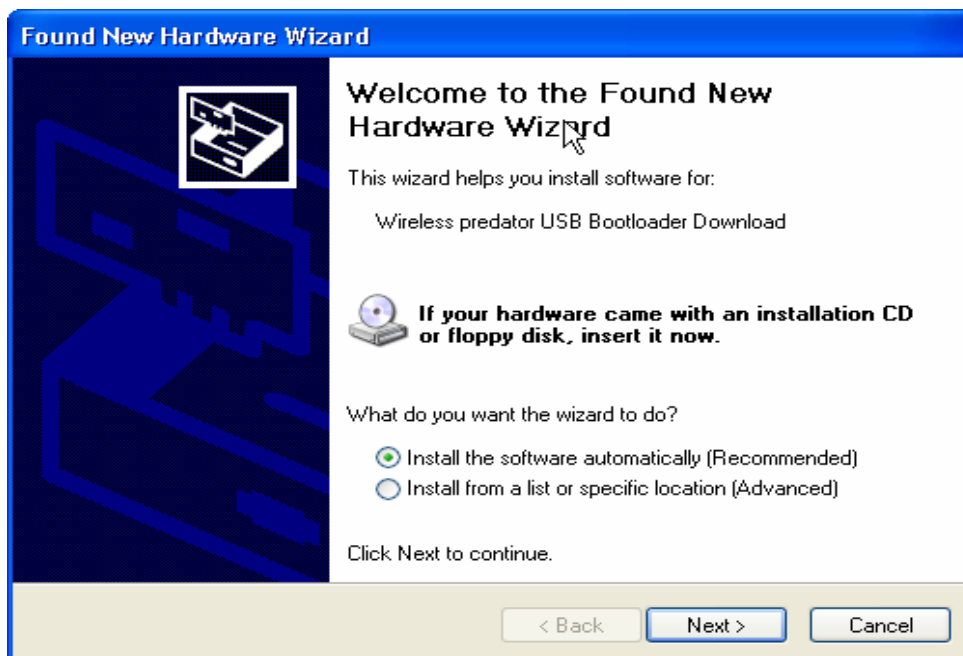 Found New Hardware Wizard
Welcome to the Found New
Hardware Wizard
This wizard helps you install software for:
Wireless predator USB Bootloader Download
If your hardware came with an installation CD
or floppy disk, insert it now.
What do you want the wizard to do?
Install the software automatically (Recommended)
Install from a list or specific location (Advanced)
Click Next to continue.
< Back Next > Cancel